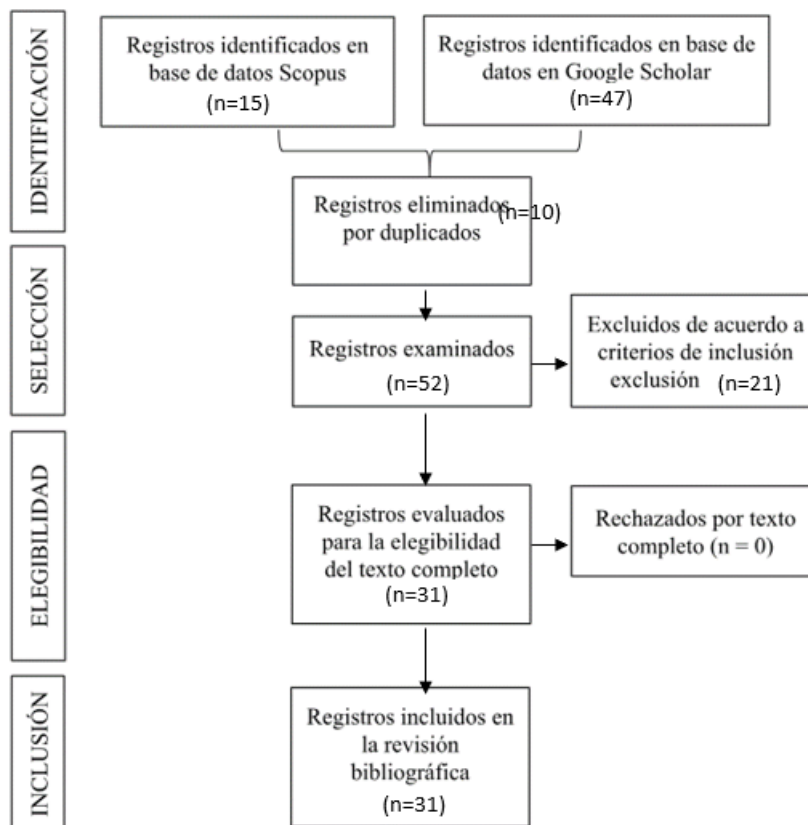 IDENTIFICACIÓN
Registros identificados en
base de datos Scopus
(n=15)
Registros identificados en base de
datos en Google Scholar
(n=47)
Registros eliminados
(n=10)
por duplicados
SELECCIÓN
Registros examinados
(n=52)
Excluidos de acuerdo a
criterios de inclusión
exclusión (n=21)
ELEGIBILIDAD
Registros evaluados
para la elegibilidad
del texto completo
(n=31)
Rechazados por texto
completo (n = 0)
INCLUSIÓN
Registros incluidos en
la revisión
bibliográfica
(n=31)